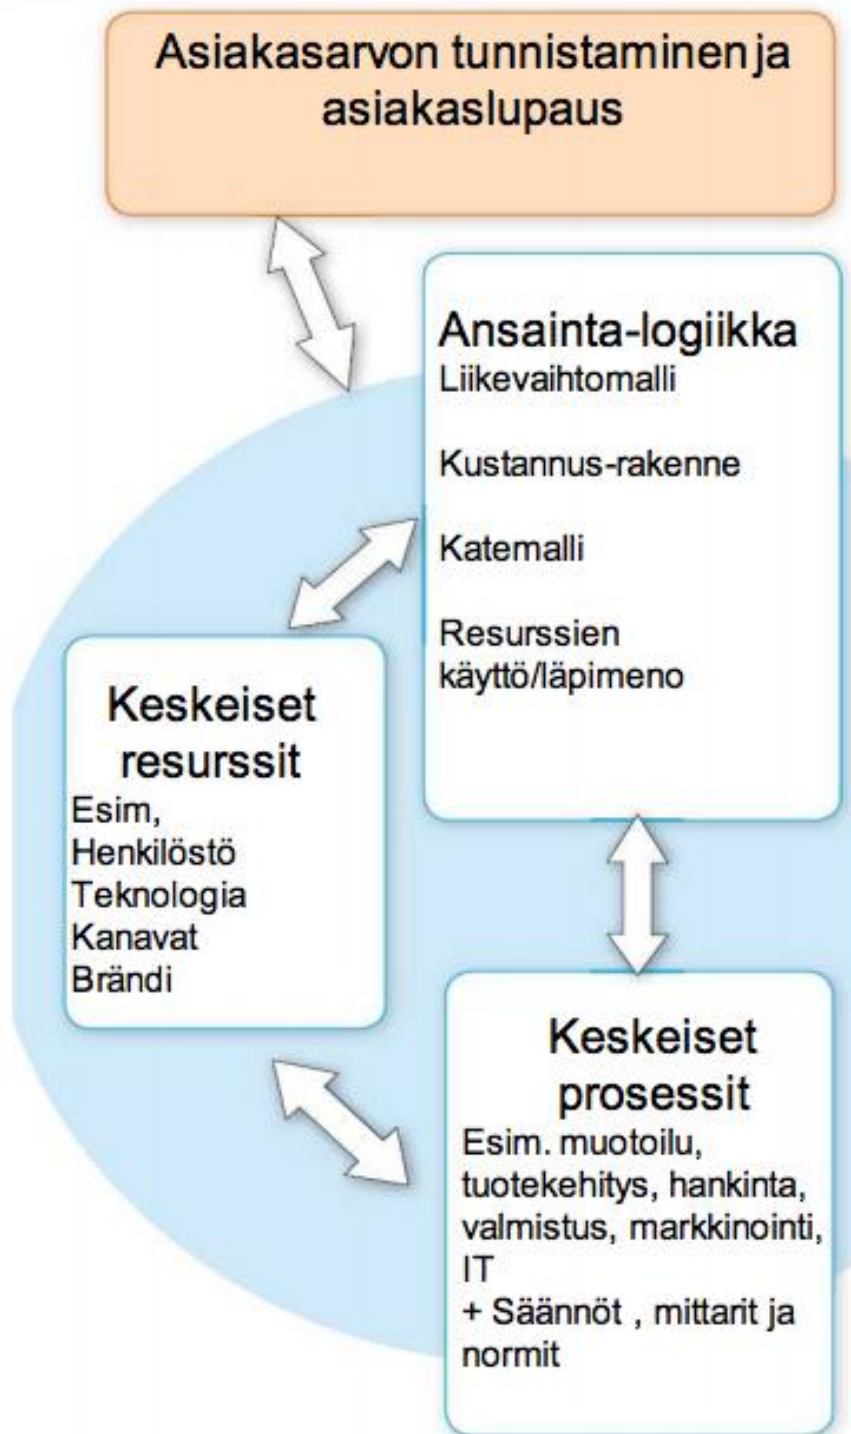 Asiakasarvon tunnistaminen ja
asiakaslupaus
Ansainta-logiikka
Liikevaihtomalli
Kustannus-rakenne
Katemalli
Resurssien
käyttö/läpimeno
Keskeiset
resurssit
Esim,
Henkilöstö
Teknologia
Kanavat
Brändi
Keskeiset
prosessit
Esim. muotoilu,
tuotekehitys, hankinta,
valmistus, markkinointi,
IT
+ Säännöt , mittarit ja
normit